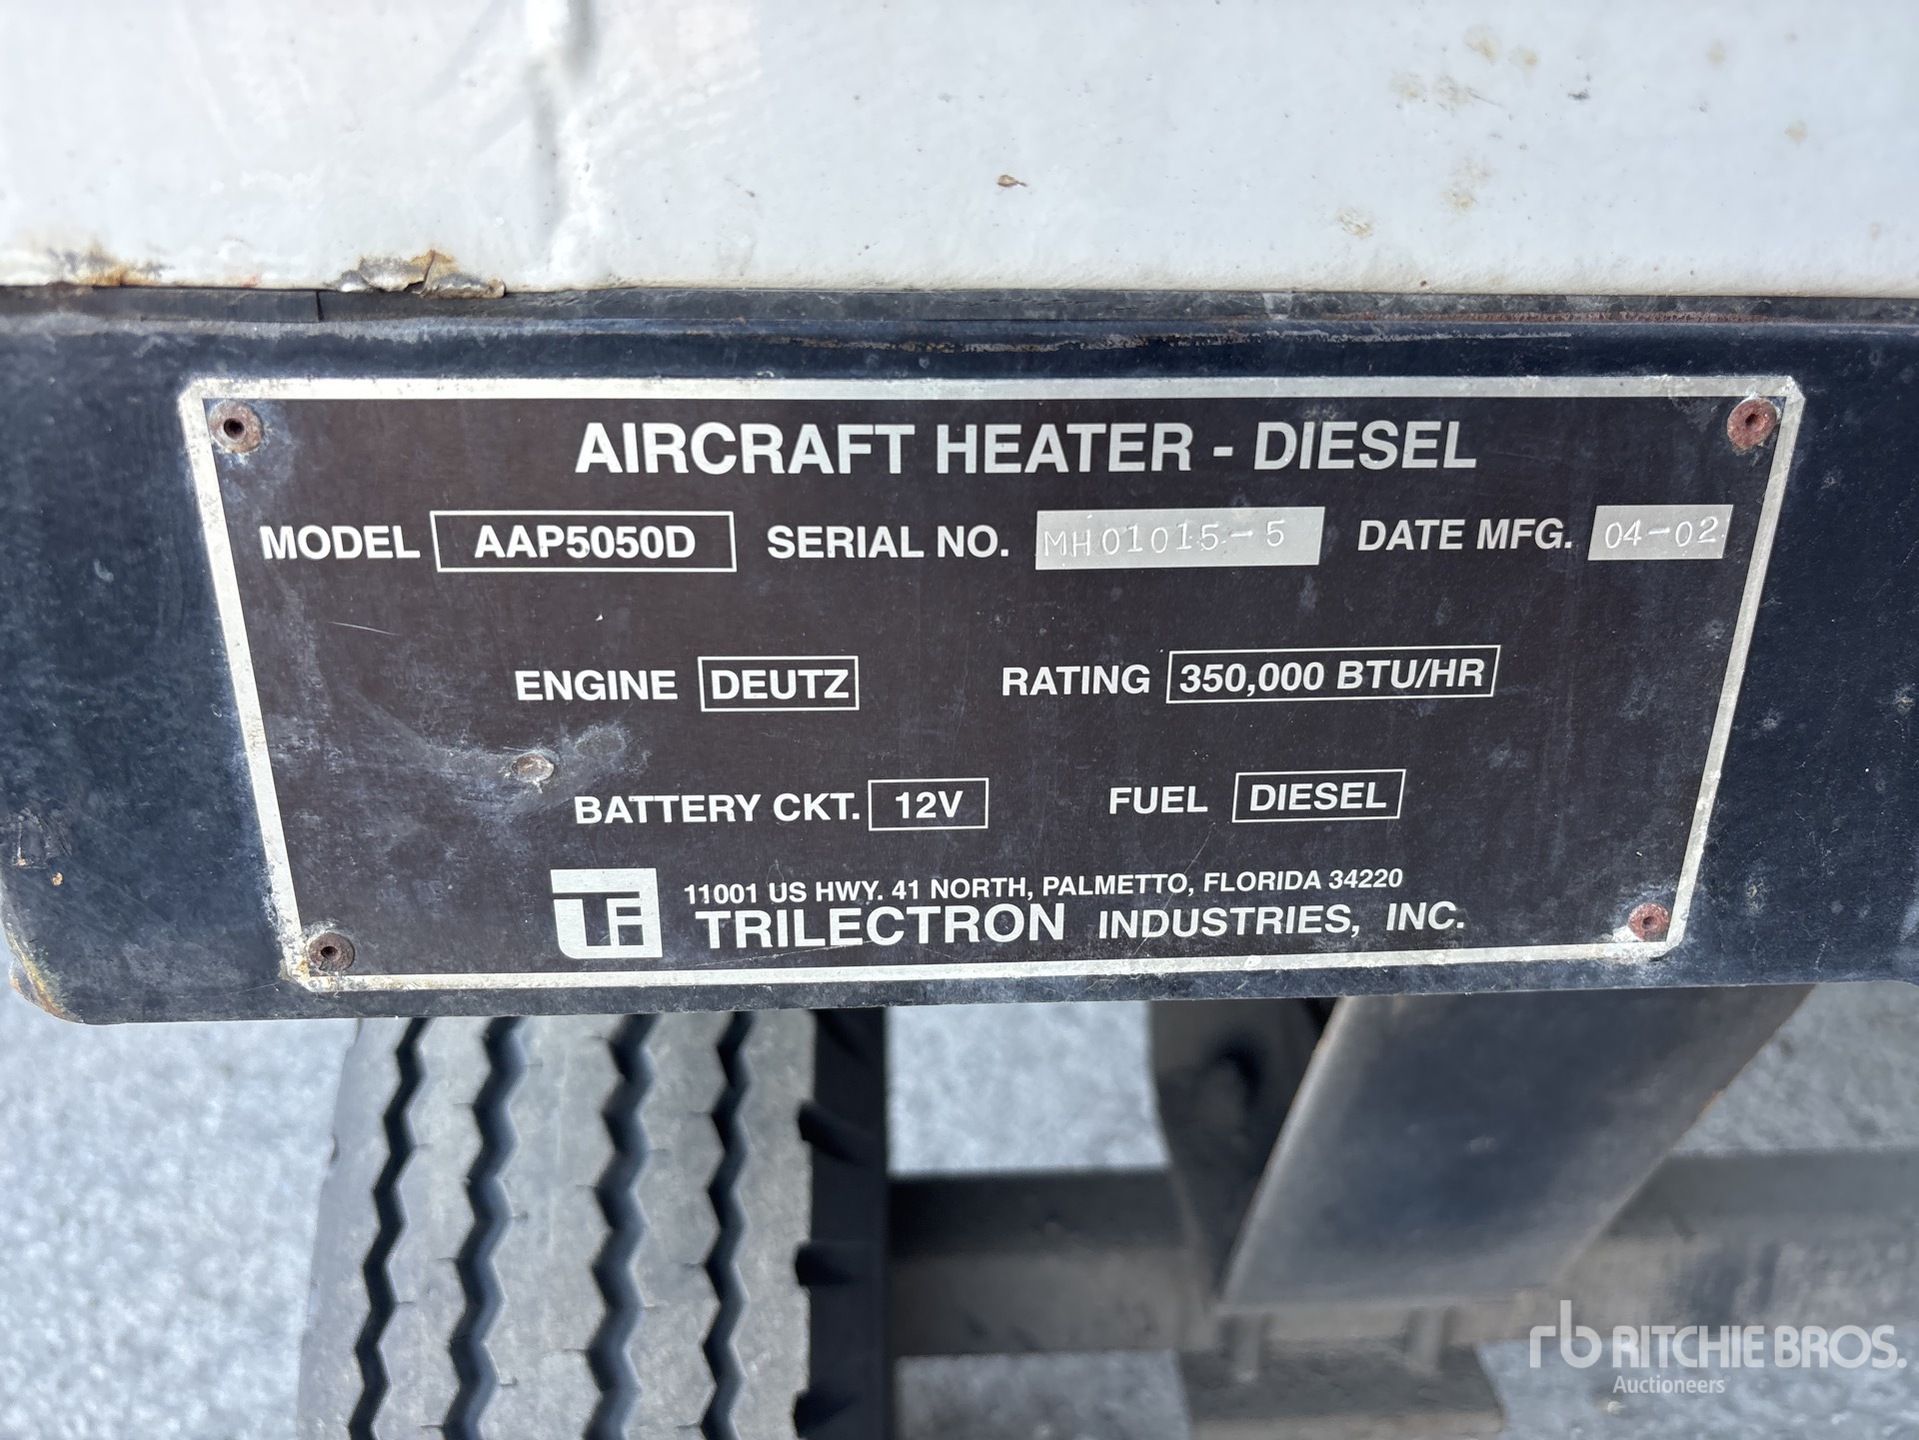 AIRCRAFT HEATER - DIESEL
MODEL AAP5050D SERIAL NO. MH01015-5 DATE MFG. 04-02
ENGINE DEUTZ RATING 350,000 BTU/HR
BATTERY CKT. 12V FUEL DIESEL
11001 US HWY. 41 NORTH, PALMETTO, FLORIDA 34220
TRILECTRON INDUSTRIES, INC.
rb RITCHIE BROS.
Auctioneers